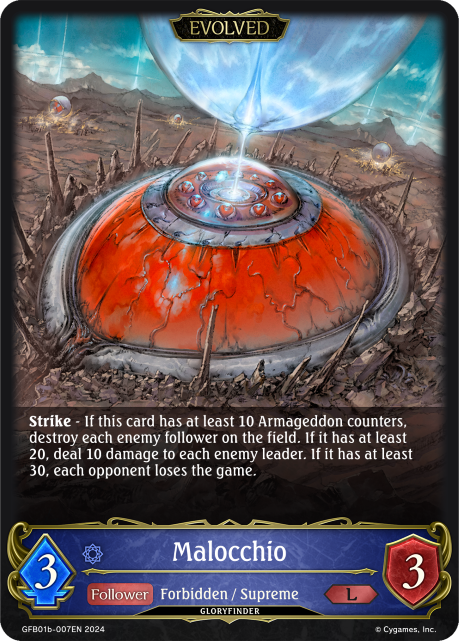 EVOLVED
Strike - If this card has at least 10 Armageddon counters,
destroy each enemy follower on the field. If it has at least
20, deal 10 damage to each enemy leader. If it has at least
30, each opponent loses the game.
Malocchio
3
Follower Forbidden / Supreme L
3
GLORYFINDER
GFB01b-007EN 2024 © Cygames, Inc.